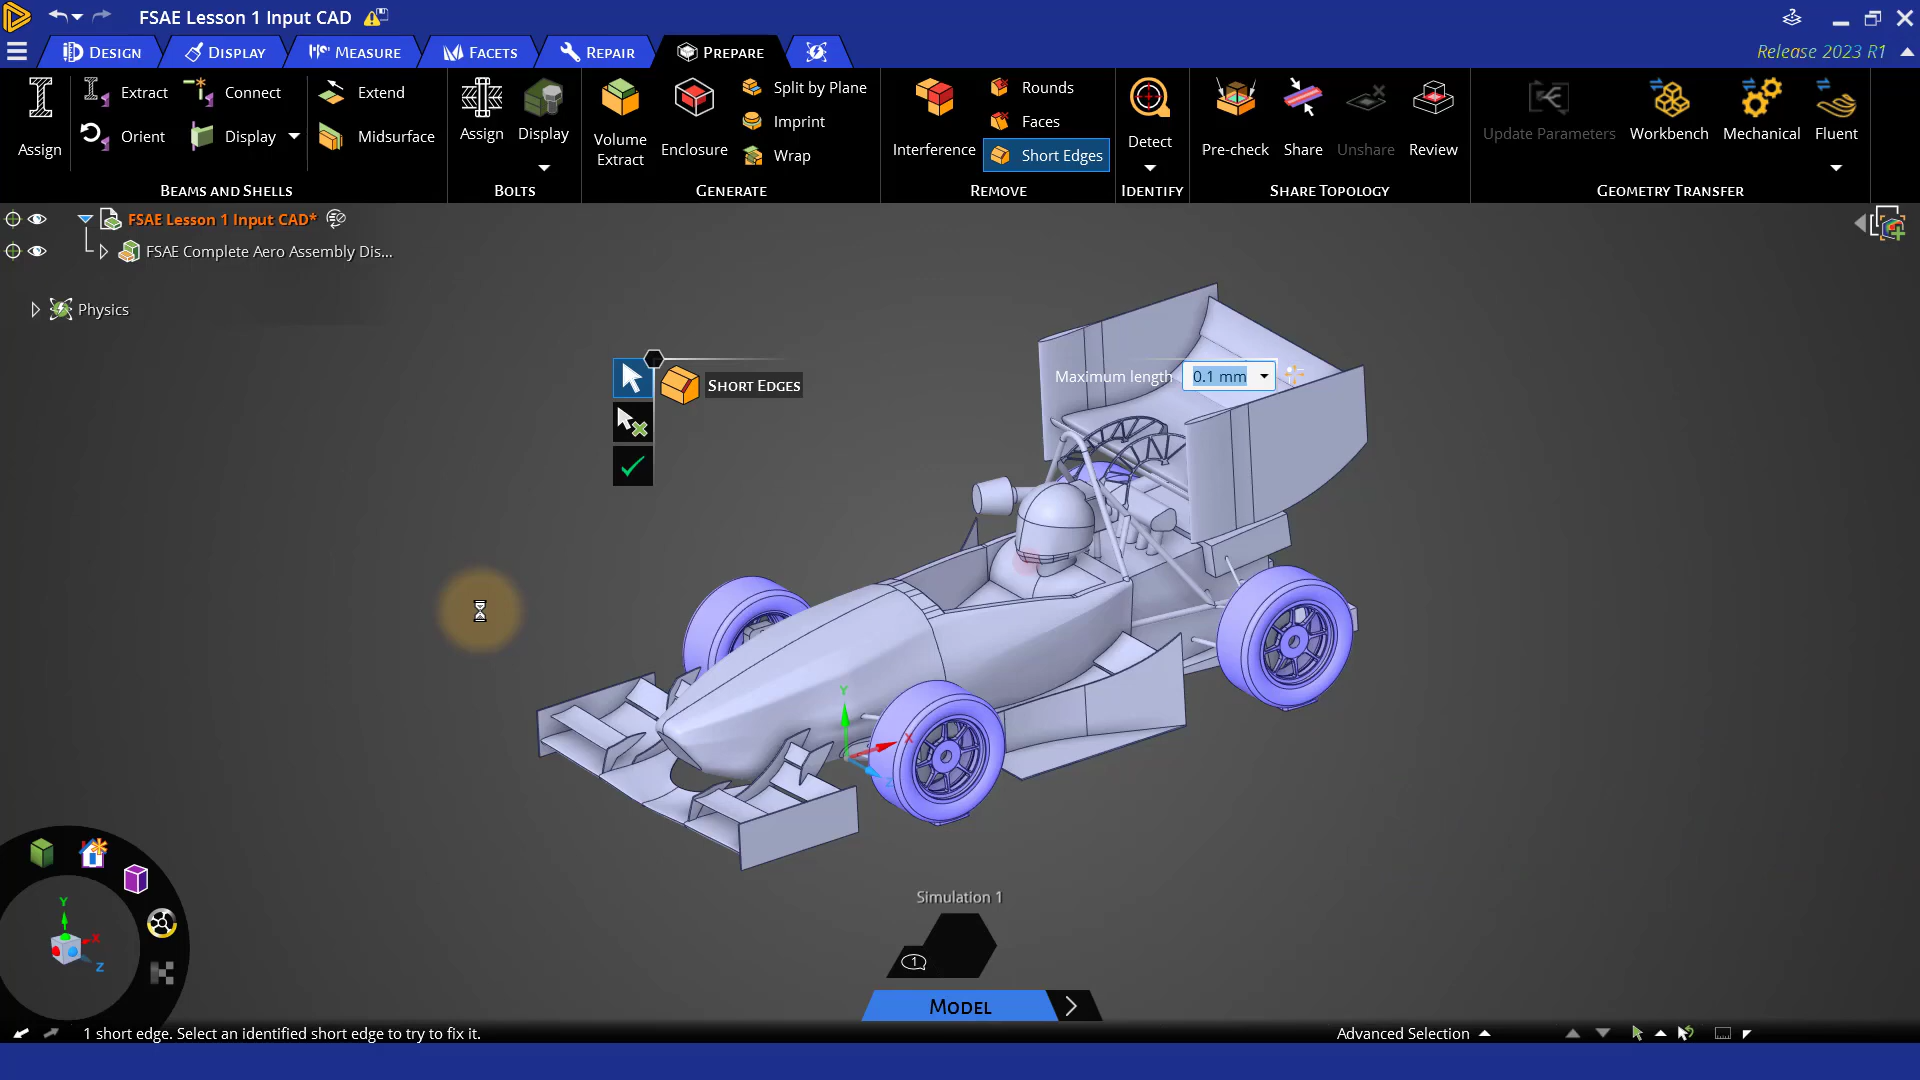 FSAE Lesson 1 Input CAD
DESIGN
DISPLAY
MEASURE
FACETS
REPAIR
PREPARE
Release 2023 R1
Assign
Extract
Orient
Connect
Display
Extend
Midsurface
BEAMS AND SHELLS
Assign
Display
BOLTS
Volume
Extract
Enclosure
Split by Plane
Imprint
Wrap
GENERATE
Interference
Rounds
Faces
Short Edges
REMOVE
Detect
IDENTIFY
Pre-check
Share
Unshare
Review
SHARE TOPOLOGY
Update Parameters
Workbench
Mechanical
Fluent
GEOMETRY TRANSFER
FSAE Lesson 1 Input CAD*
FSAE Complete Aero Assembly Dis...
Physics
SHORT EDGES
Maximum length
0.1 mm
Y
X
Z
Y
X
Z
Simulation 1
1
MODEL
1 short edge. Select an identified short edge to try to fix it.
Advanced Selection